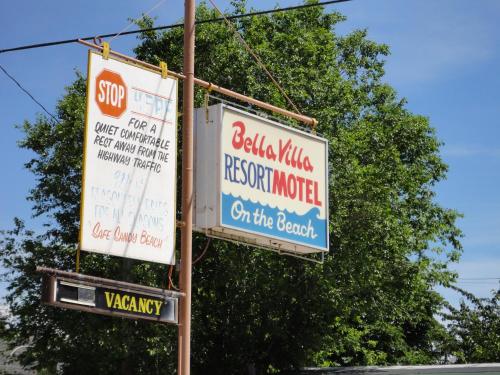 STOP
FOR A
QUIET COMFORTABLE
REST AWAY FROM THE
HIGHWAY TRAFFIC
CAFE CANDY BEACH
VACANCY
Bella Villa
RESORT MOTEL
On the Beach